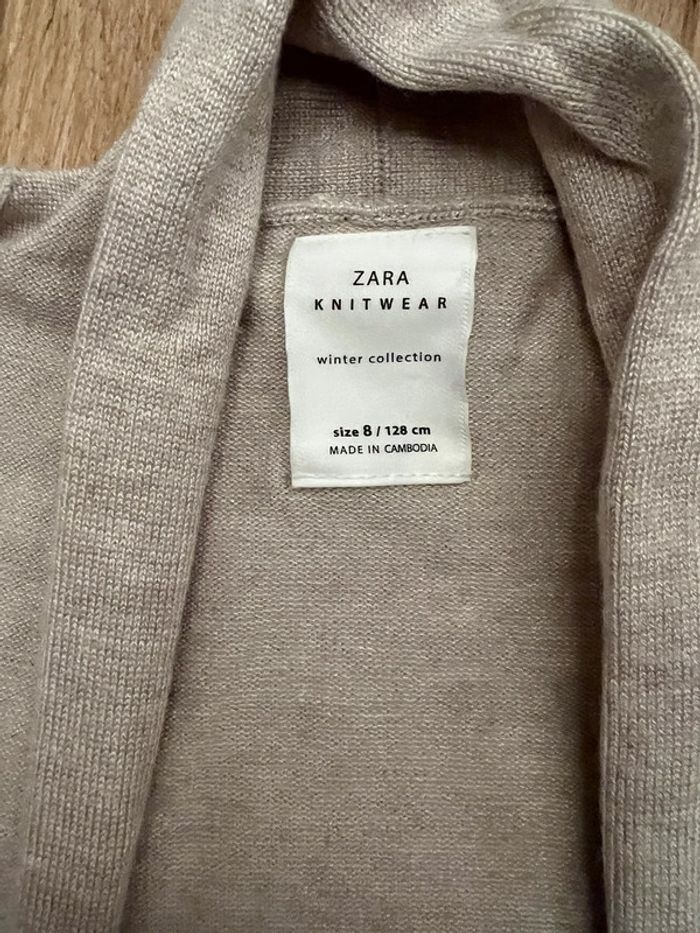 ZARA
KNITWEAR
winter collection
size 8 / 128 cm
MADE IN CAMBODIA